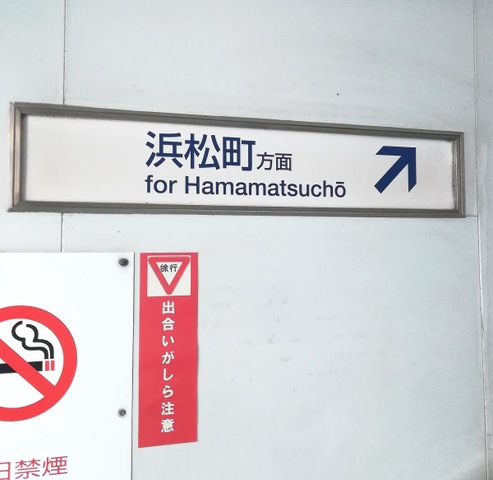 浜松町方面
for Hamamatsuchō
徐行
出合いがしら注意
日禁煙